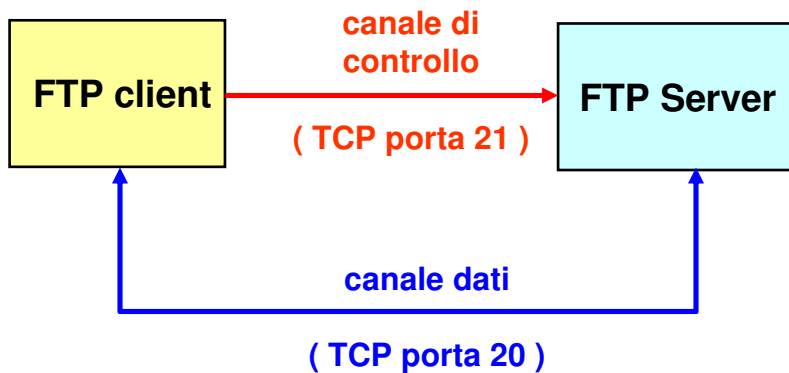 canale di
controllo
FTP client
FTP Server
( TCP porta 21 )
canale dati
( TCP porta 20 )